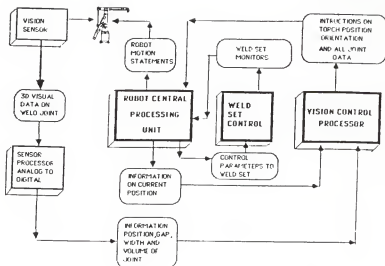 VISION
SENSOR
ROBOT
MOTION
STATEMENTS
WELD SET
MONITORS
INTRUCTIONS ON
TORCH POSITION
ORIENTATION
AND ALL JOINT
DATA
3D VISUAL
DATA ON
WELD JOINT
ROBOT CENTRAL
PROCESSING
UNIT
WELD
SET
CONTROL
VISION CONTROL
PROCESSOR
SENSOR
PROCESSOR
ANALOG TO
DIGITAL
INFORMATION
ON CURRENT
POSITION
CONTROL
PARAMETERS TO
WELD SET
INFORMATION
POSITION, GAP,
WIDTH AND
VOLUME OF
JOINT